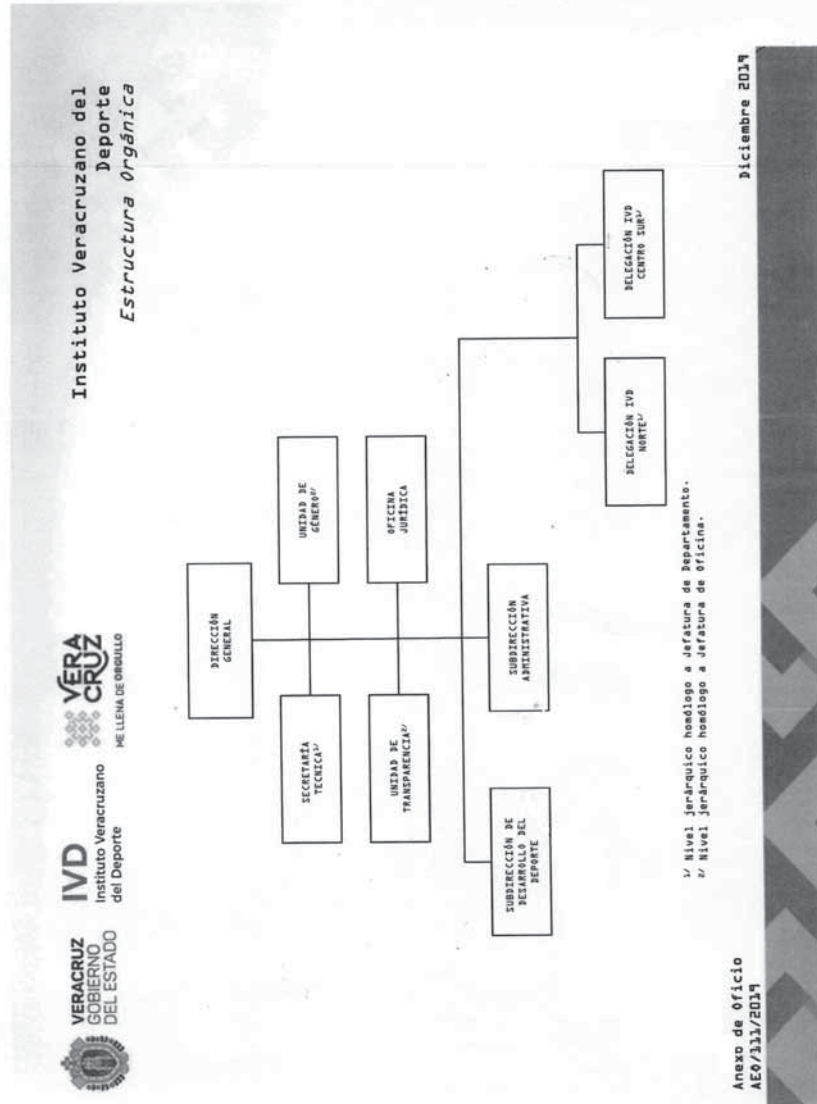 VERACRUZ
GOBIERNO
DEL ESTADO
IVD
Instituto Veracruzano
del Deporte
VERA
CRUZ
ME LLENA DE ORGULLO
Instituto Veracruzano del
Deporte
Estructura Orgánica
DIRECCIÓN
GENERAL
SECRETARÍA
TECNICA1/
UNIDAD DE
GÉNERO2/
UNIDAD DE
TRANSPARENCIA2/
OFICINA
JURÍDICA
SUBDIRECCIÓN DE
DESARROLLO DEL
DEPORTE
SUBDIRECCIÓN
ADMINISTRATIVA
DELEGACIÓN IVD
NORTE1/
DELEGACIÓN IVD
CENTRO SUR1/
1/ Nivel jerárquico homólogo a Jefatura de Departamento.
2/ Nivel jerárquico homólogo a Jefatura de Oficina.
Anexo de Oficio
AEO/111/2019
Diciembre 2019